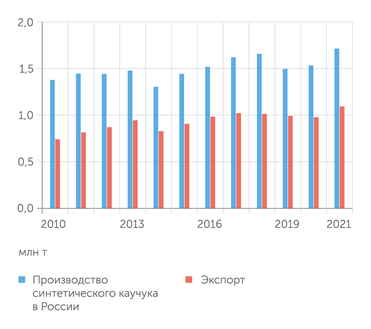 2,0
1,5
1,0
0,5
0,0
2010 2013 2016 2019 2021
млн т
Производство Экспорт
синтетического каучука
в России